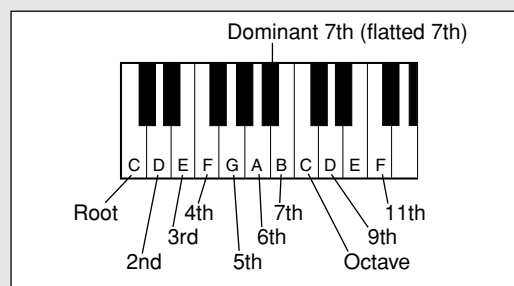 Dominant 7th (flatted 7th)
C D E F G A B C D E F
Root 4th 7th 11th
3rd 6th 9th
2nd 5th Octave